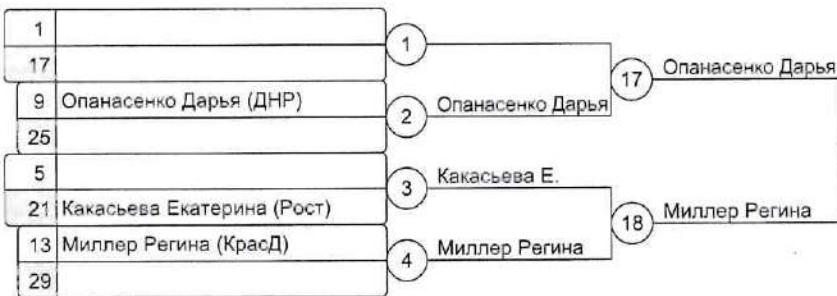 1
17
1
9 Опанасенко Дарья (ДНР)
25
2 Опанасенко Дарья
17 Опанасенко Дарья
5
21 Какасьева Екатерина (Рост)
3 Какасьева Е.
13 Миллер Регина (КрасД)
29
4 Миллер Регина
18 Миллер Регина